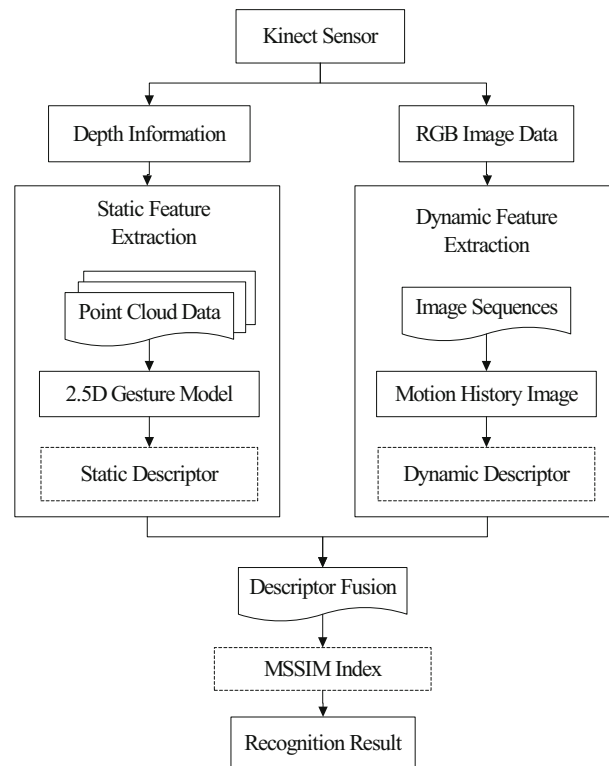 Kinect Sensor
Depth Information
RGB Image Data
Static Feature
Extraction
Point Cloud Data
2.5D Gesture Model
Static Descriptor
Dynamic Feature
Extraction
Image Sequences
Motion History Image
Dynamic Descriptor
Descriptor Fusion
MSSIM Index
Recognition Result